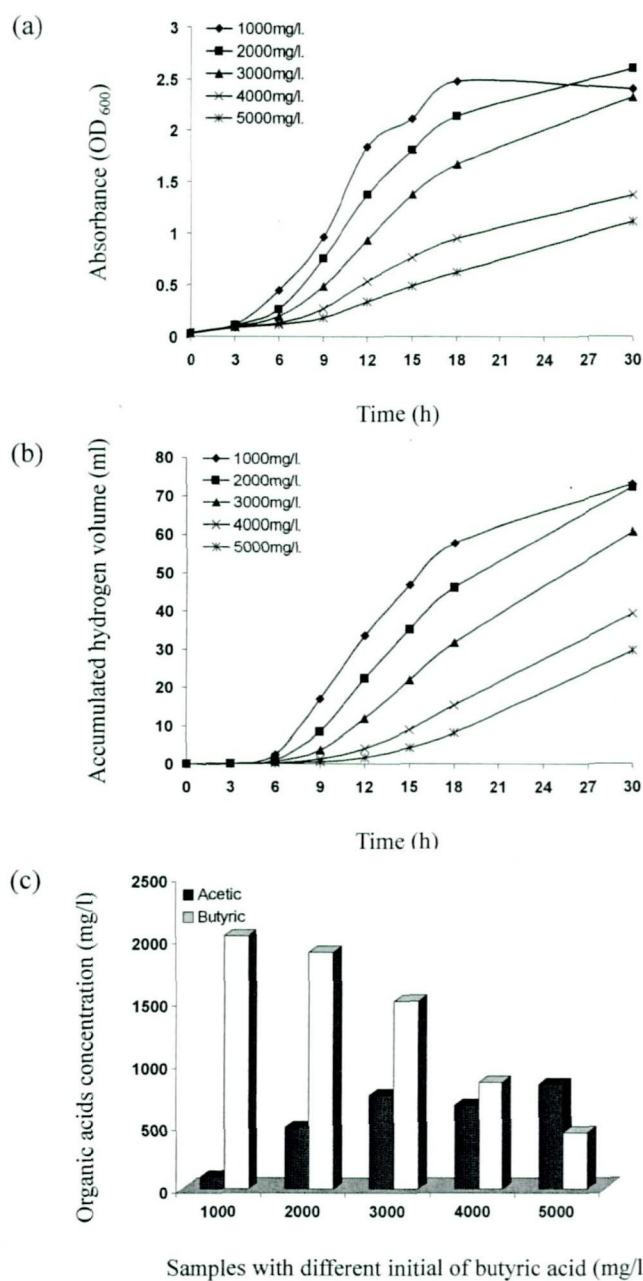 (a)
Absorbance (OD 600)
3
2.5
2
1.5
1
0.5
0
1000mg/l.
2000mg/l.
3000mg/l.
4000mg/l.
5000mg/l.
0 3 6 9 12 15 18 21 24 27 30
Time (h)
(b)
Accumulated hydrogen volume (ml)
80
70
60
50
40
30
20
10
0
1000mg/l.
2000mg/l.
3000mg/l.
4000mg/l.
5000mg/l.
0 3 6 9 12 15 18 21 24 27 30
Time (h)
(c)
Organic acids concentration (mg/l)
2500
2000
1500
1000
500
0
Acetic
Butyric
1000 2000 3000 4000 5000
Samples with different initial of butyric acid (mg/l